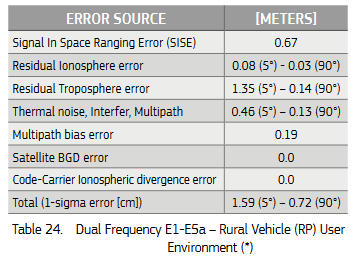 ERROR SOURCE [METERS]
Signal In Space Ranging Error (SISE) 0.67
Residual Ionosphere error 0.08 (5°) - 0.03 (90°)
Residual Troposphere error 1.35 (5°) – 0.14 (90°)
Thermal noise, Interfer, Multipath 0.46 (5°) – 0.13 (90°)
Multipath bias error 0.19
Satellite BGD error 0.0
Code-Carrier Ionospheric divergence error 0.0
Total (1-sigma error [cm]) 1.59 (5°) – 0.72 (90°)
Table 24. Dual Frequency E1-E5a – Rural Vehicle (RP) User
Environment (*)